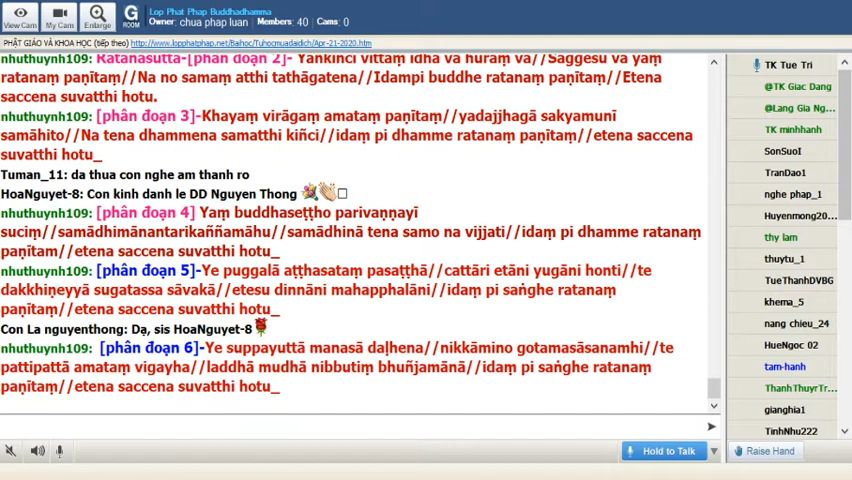 View Cam
My Cam
Enlarge
G
ROOM
Lop Phat Phap Buddhadhamma
Owner: chua phap luan Members: 40 Cams: 0
PHẬT GIÁO VÀ KHOA HỌC (tiếp theo) http://www.lopphatphap.net/Baihoc/Tuhocmuadaidich/Apr-21-2020.htm
nhuthuynh109: Ratanasutta-[phân đoạn 2]- Yaṅkiñci vittaṃ idha vā huraṃ vā//Saggesu vā yaṃ
ratanaṃ paṇītaṃ//Na no samaṃ atthi tathāgatena//Idampi buddhe ratanaṃ paṇītaṃ//Etena
saccena suvatthi hotu.
nhuthuynh109: [phân đoạn 3]-Khayaṃ virāgaṃ amataṃ paṇītaṃ//yadajjhagā sakyamunī
samāhito//Na tena dhammena samatthi kiñci//idaṃ pi dhamme ratanaṃ paṇītaṃ//etena saccena
suvatthi hotu_
Tuman_11: da thua con nghe am thanh ro
HoaNguyet-8: Con kinh danh le DD Nguyen Thong
nhuthuynh109: [phân đoạn 4] Yaṃ buddhaseṭṭho parivaṇṇayī
suciṃ//samādhimānantarikaññamāhu//samādhinā tena samo na vijjati//idaṃ pi dhamme ratanaṃ
paṇītaṃ//etena saccena suvatthi hotu_
nhuthuynh109: [phân đoạn 5]-Ye puggalā aṭṭhasataṃ pasaṭṭhā//cattāri etāni yugāni honti//te
dakkhiṇeyyā sugatassa sāvakā//etesu dinnāni mahapphalāni//idaṃ pi saṅghe ratanaṃ
paṇītaṃ//etena saccena suvatthi hotu_
Con La nguyenthong: Dạ, sis HoaNguyet-8
nhuthuynh109: [phân đoạn 6]-Ye suppayuttā manasā daḷhena//nikkāmino gotamasāsanamhi//te
pattipattā amataṃ vigayha//laddhā mudhā nibbutiṃ bhuñjamānā//idaṃ pi saṅghe ratanaṃ
paṇītaṃ//etena saccena suvatthi hotu_
TK Tue Tri
@TK Giac Dang
@Lang Gia Ng...
TK minhhanh
SonSuoI
TranDao1
nghe phap_1
Huyenmong20...
thy lam
thuytu_1
TueThanhDVBG
khema_5
nang chieu_24
HueNgoc 02
tam-hanh
ThanhThuyrTr...
gianghia1
TinhNhu222
Hold to Talk
Raise Hand